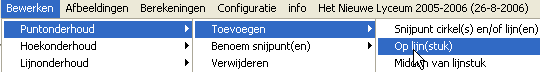 Bewerken Afbeeldingen Berekeningen Configuratie info Het Nieuwe Lyceum 2005-2006 (26-8-2006)
Puntonderhoud Toevoegen Snijpunt cirkel(s) en/of lijn(en)
Hoekonderhoud Benoem snijpunt(en) Op lijn(stuk)
Lijnonderhoud Verwijderen Midden van lijnstuk